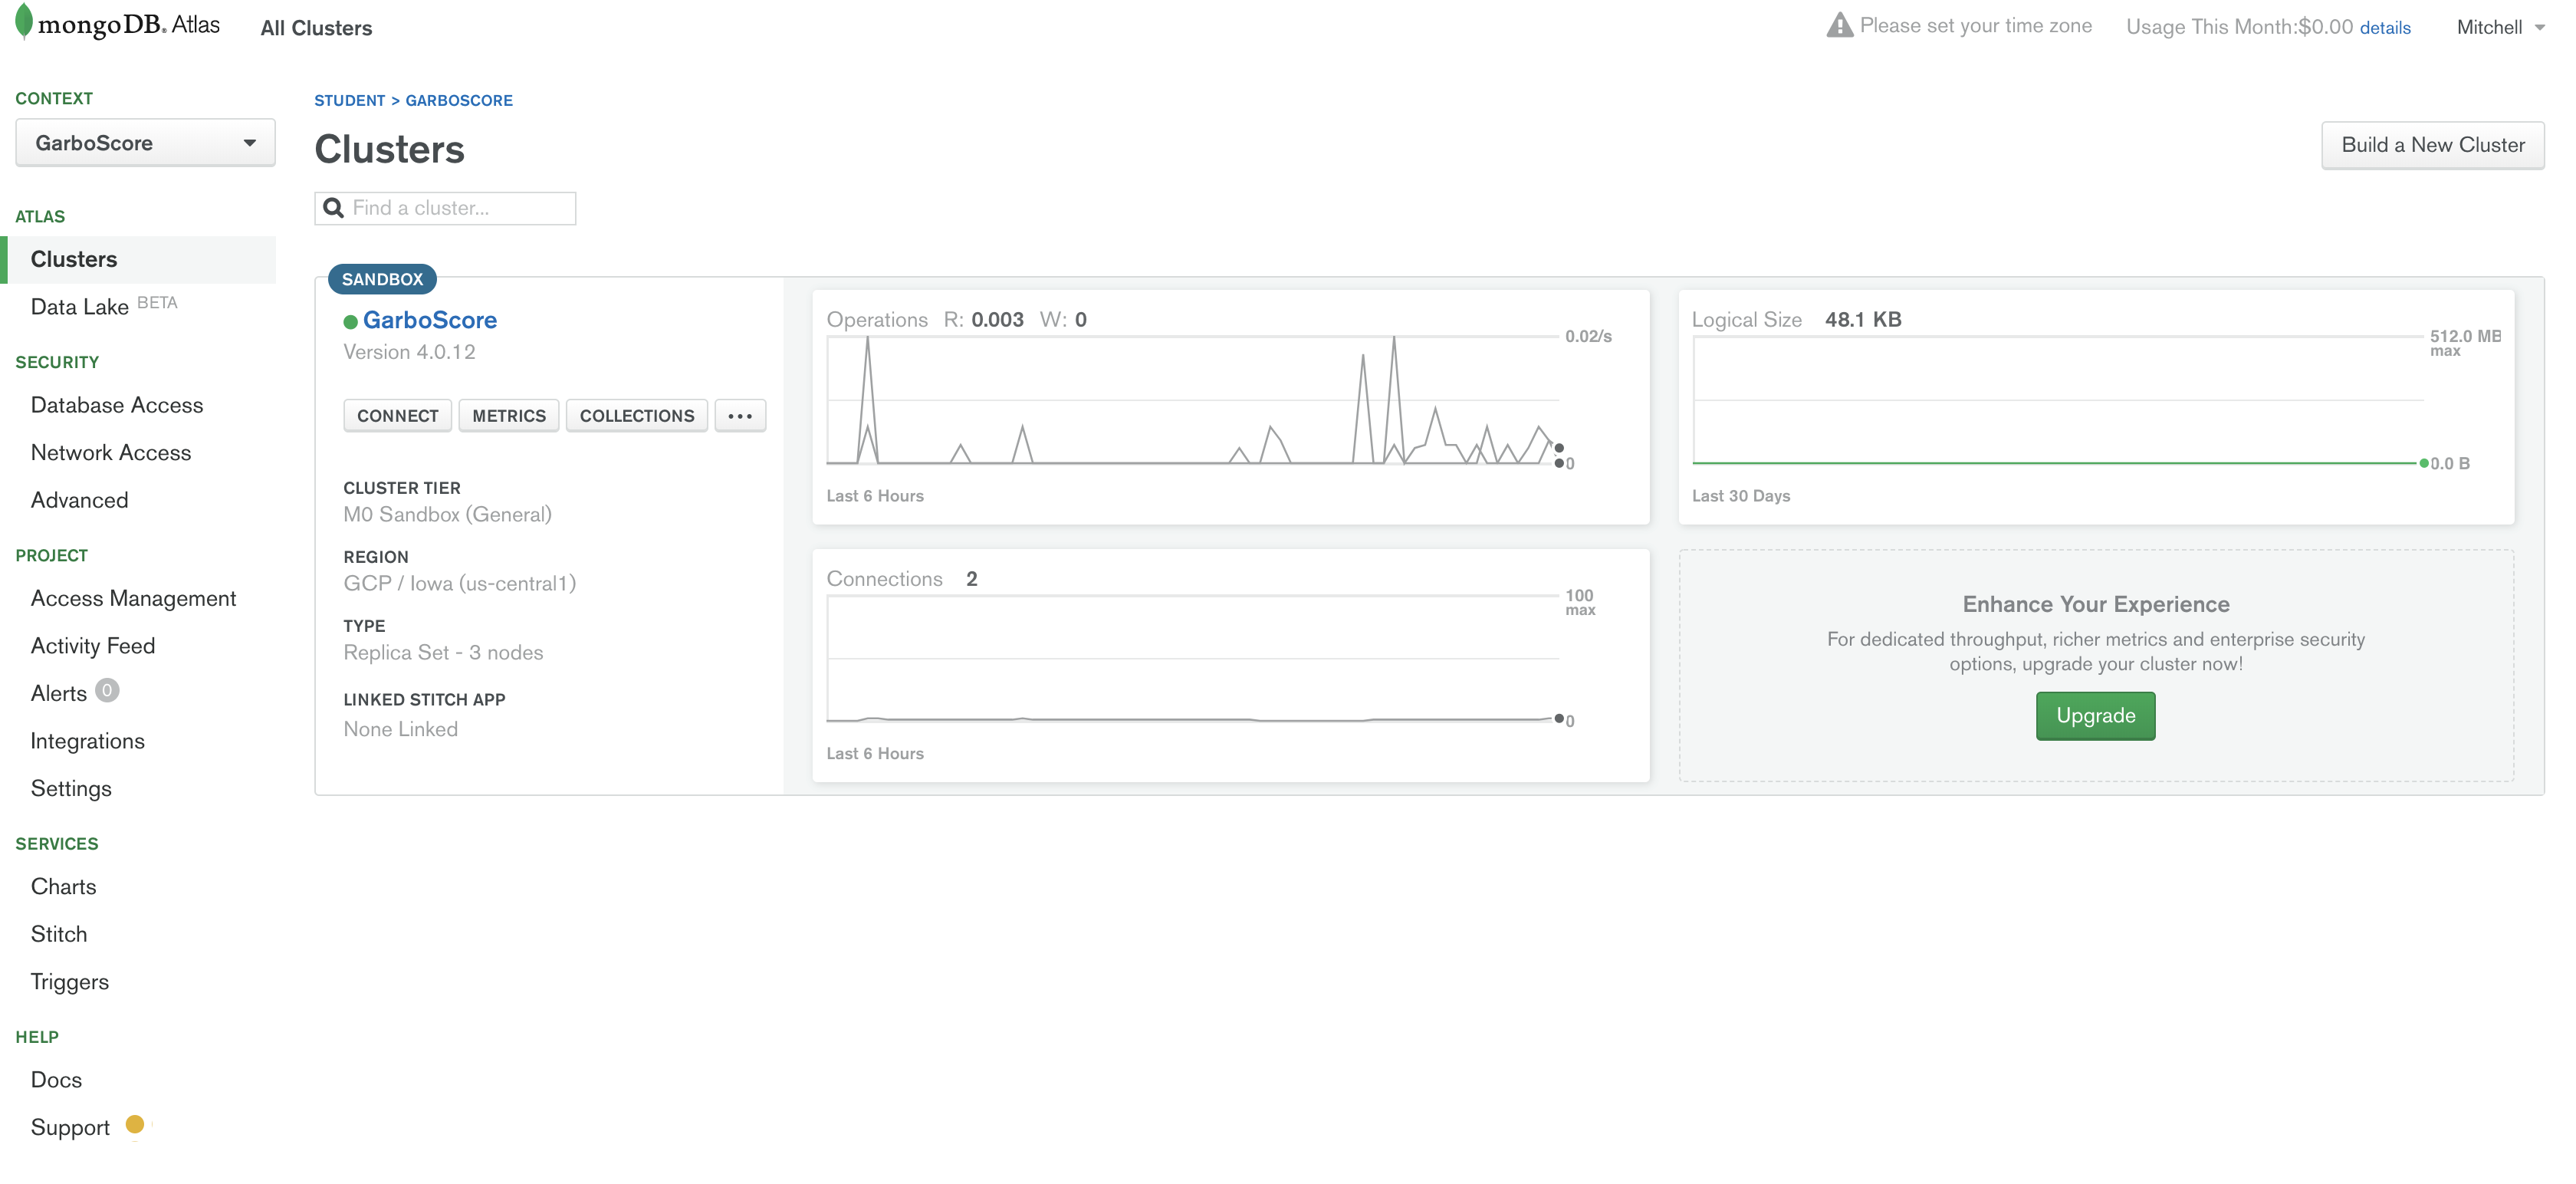 mongoDB. Atlas All Clusters Please set your time zone Usage This Month:$0.00 details Mitchell
CONTEXT
GarboScore
ATLAS
Clusters
Data Lake BETA
SECURITY
Database Access
Network Access
Advanced
PROJECT
Access Management
Activity Feed
Alerts 0
Integrations
Settings
SERVICES
Charts
Stitch
Triggers
HELP
Docs
Support
STUDENT > GARBOSCORE
Clusters
Build a New Cluster
Find a cluster...
SANDBOX
GarboScore
Version 4.0.12
CONNECT METRICS COLLECTIONS ...
CLUSTER TIER
M0 Sandbox (General)
REGION
GCP / Iowa (us-central1)
TYPE
Replica Set - 3 nodes
LINKED STITCH APP
None Linked
Operations R: 0.003 W: 0
0.02/s
0
Last 6 Hours
Logical Size 48.1 KB
512.0 MB
max
0.0 B
Last 30 Days
Connections 2
100
max
0
Last 6 Hours
Enhance Your Experience
For dedicated throughput, richer metrics and enterprise security
options, upgrade your cluster now!
Upgrade